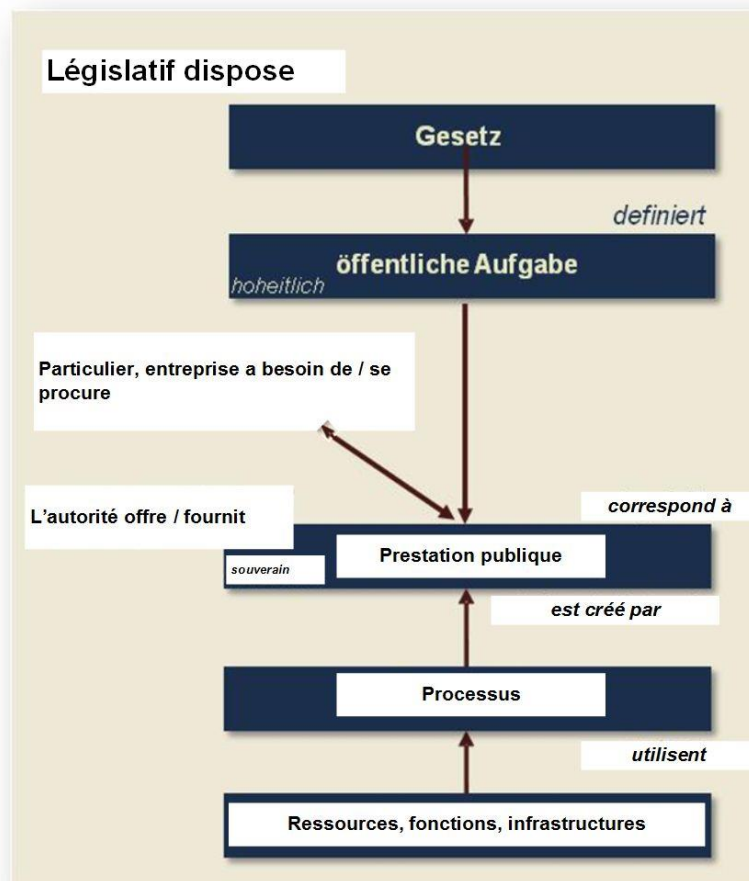 Législatif dispose
Gesetz
definiert
öffentliche Aufgabe
hoheitlich
Particulier, entreprise a besoin de / se
procure
L'autorité offre / fournit
correspond à
Prestation publique
souverain
est créé par
Processus
utilisent
Ressources, fonctions, infrastructures